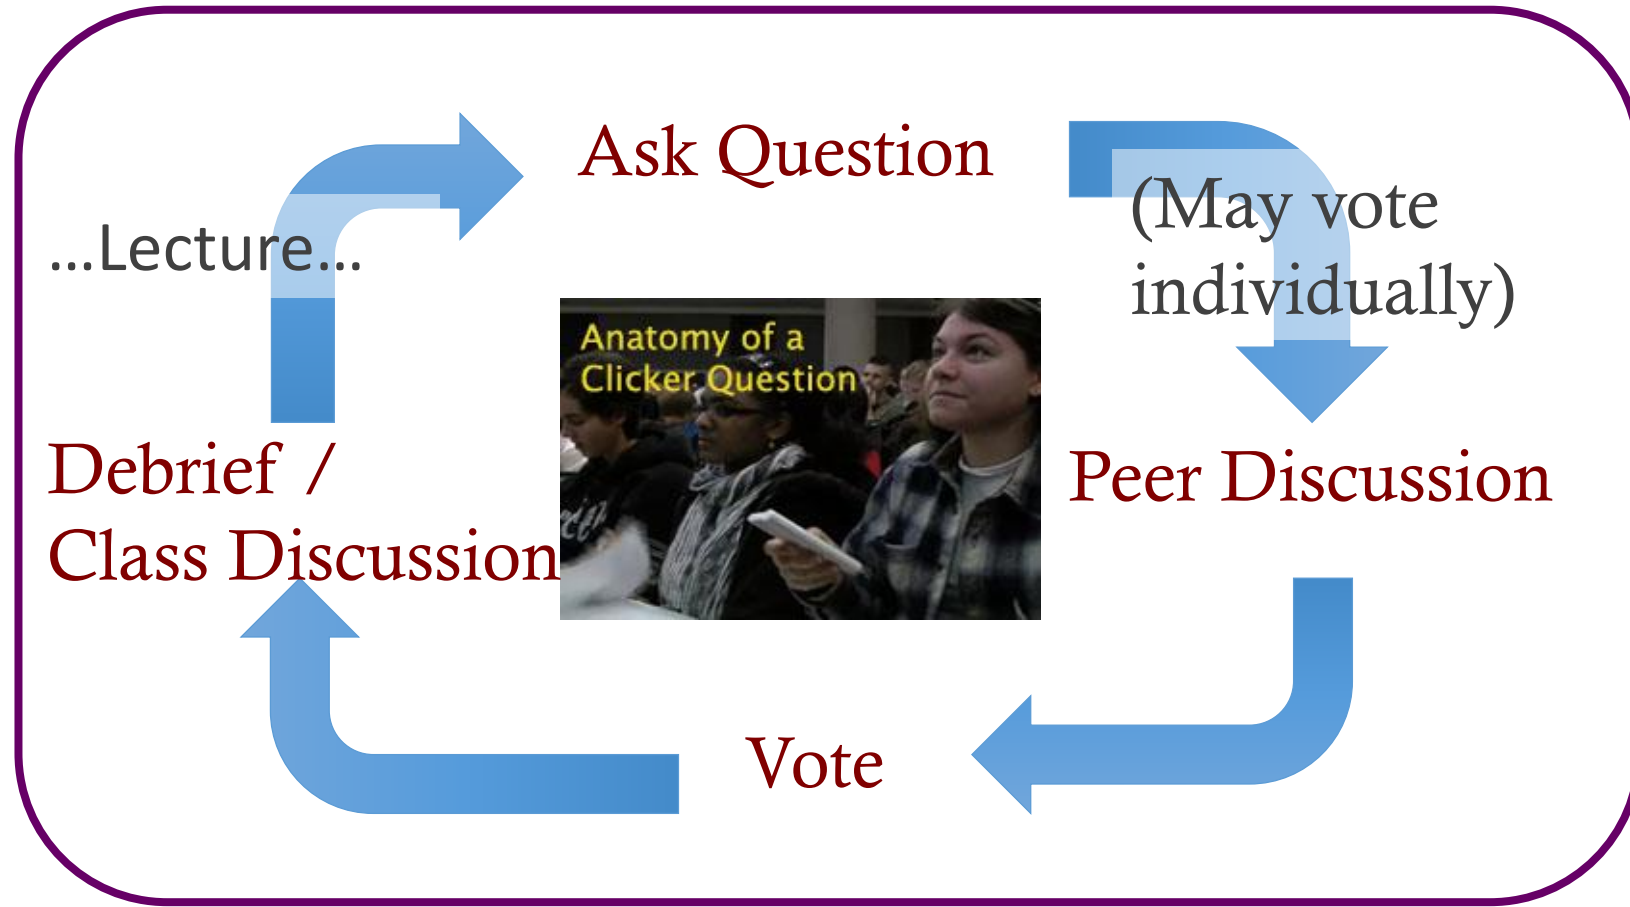 Ask Question
(May vote
individually)
...Lecture...
Anatomy of a
Clicker Question
Debrief /
Class Discussion
Peer Discussion
Vote